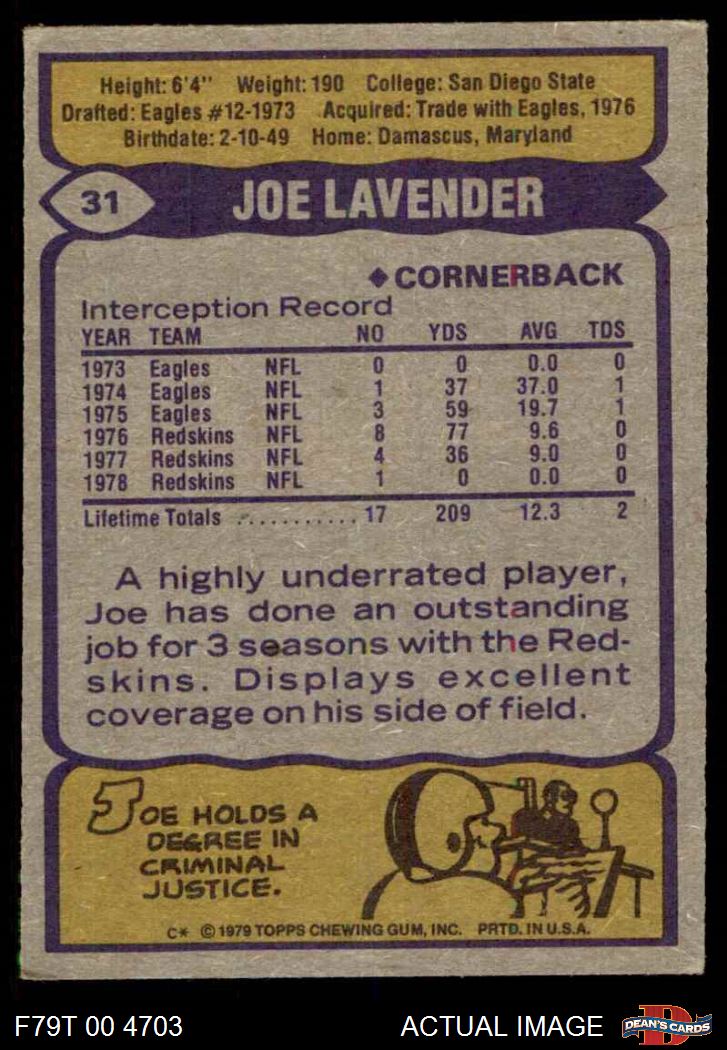 Height: 6'4" Weight: 190 College: San Diego State
Drafted: Eagles #12-1973 Acquired: Trade with Eagles, 1976
Birthdate: 2-10-49 Home: Damascus, Maryland
31 JOE LAVENDER
◆ CORNERBACK
Interception Record
YEAR TEAM NO YDS AVG TDS
1973 Eagles NFL 0 0 0.0 0
1974 Eagles NFL 1 37 37.0 1
1975 Eagles NFL 3 59 19.7 1
1976 Redskins NFL 8 77 9.6 0
1977 Redskins NFL 4 36 9.0 0
1978 Redskins NFL 1 0 0.0 0
Lifetime Totals ........... 17 209 12.3 2
A highly underrated player,
Joe has done an outstanding
job for 3 seasons with the Red-
skins. Displays excellent
coverage on his side of field.
JOE HOLDS A
DEGREE IN
CRIMINAL
JUSTICE.
C* © 1979 TOPPS CHEWING GUM, INC. PRTD. IN U.S.A.
F79T 00 4703 ACTUAL IMAGE D DEAN'S CARDS